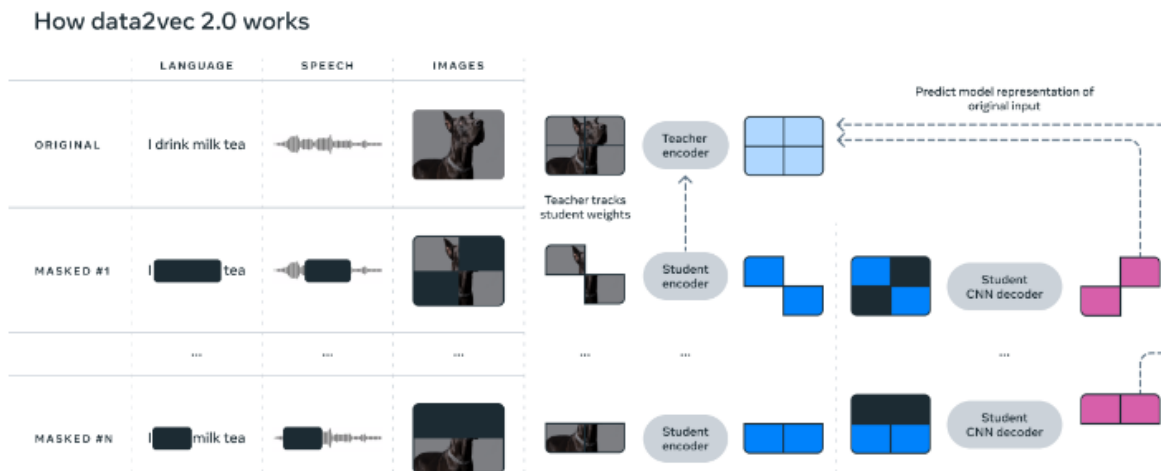 How data2vec 2.0 works
LANGUAGE
SPEECH
IMAGES
ORIGINAL
I drink milk tea
Teacher
encoder
Predict model representation of
original input
Teacher tracks
student weights
MASKED #1
I tea
Student
encoder
Student
CNN decoder
...
...
...
...
...
...
MASKED #N
I milk tea
Student
encoder
Student
CNN decoder